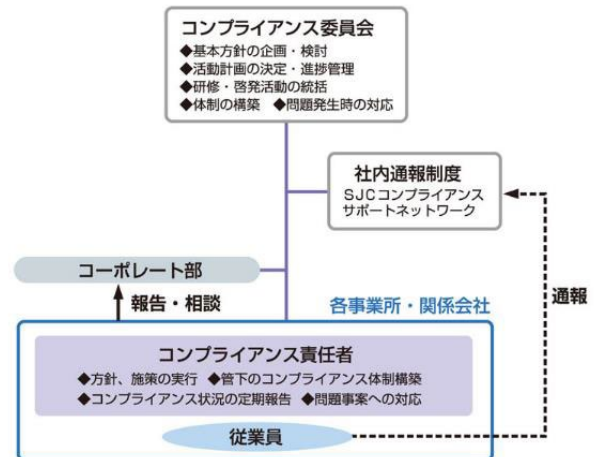 コンプライアンス委員会
◆基本方針の企画・検討
◆活動計画の決定・進捗管理
◆研修・啓発活動の統括
◆体制の構築 ◆問題発生時の対応
社内通報制度
SJCコンプライアンス
サポートネットワーク
コーポレート部
報告・相談
各事業所・関係会社
通報
コンプライアンス責任者
◆方針、施策の実行 ◆管下のコンプライアンス体制構築
◆コンプライアンス状況の定期報告 ◆問題事案への対応
従業員